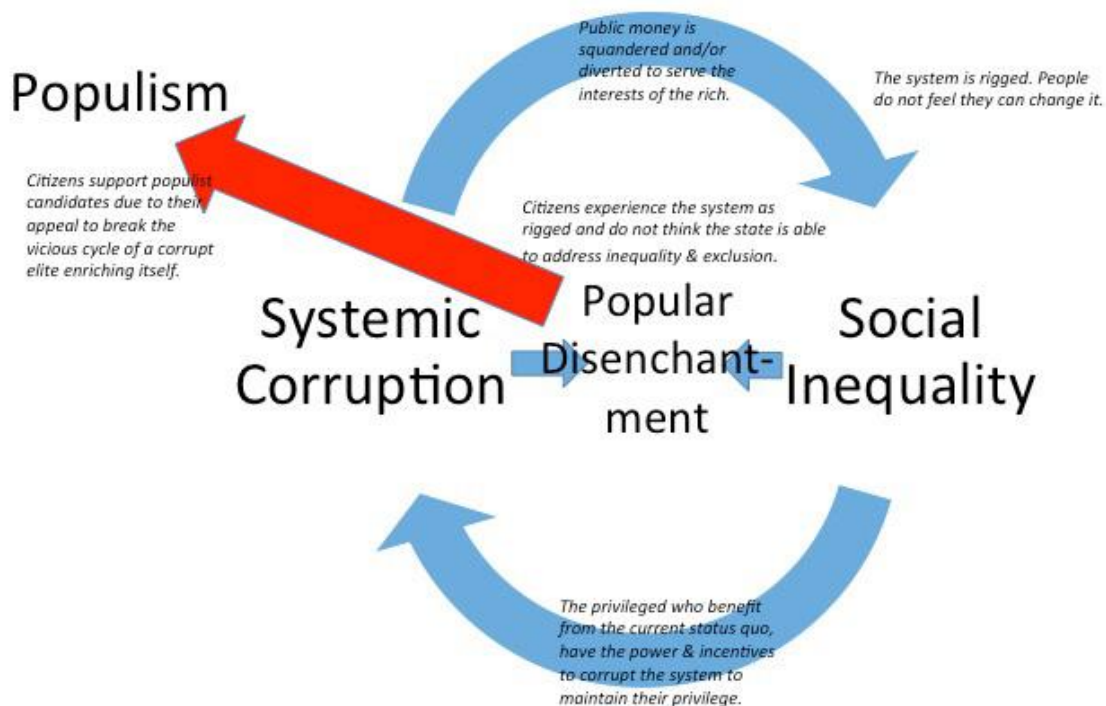 Public money is
squandered and/or
diverted to serve the
interests of the rich.
The system is rigged. People
do not feel they can change it.
Populism
Citizens support populist
candidates due to their
appeal to break the
vicious cycle of a corrupt
elite enriching itself.
Citizens experience the system as
rigged and do not think the state is able
to address inequality & exclusion.
Systemic
Corruption
Popular
Disenchant-
ment
Social
Inequality
The privileged who benefit
from the current status quo,
have the power & incentives
to corrupt the system to
maintain their privilege.